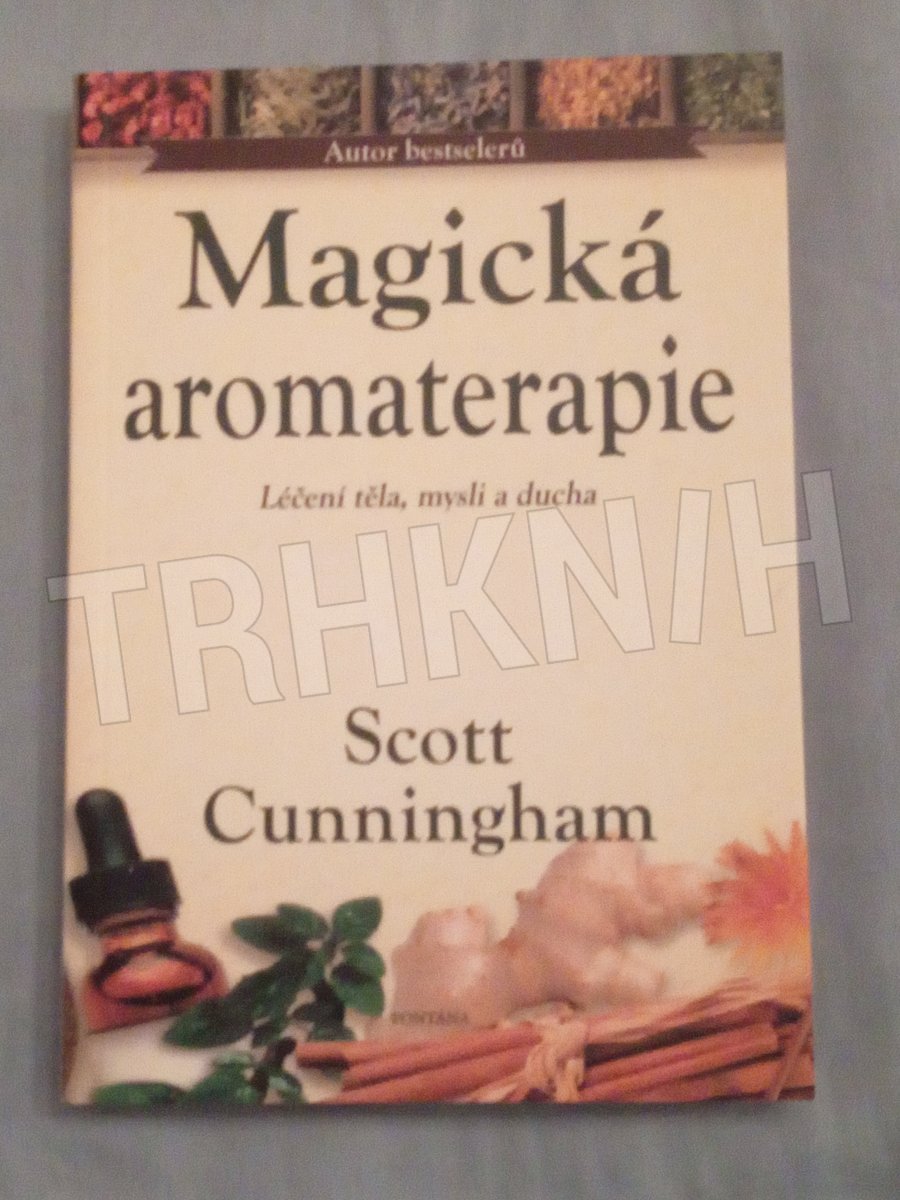 Autor bestselerů
Magická
aromaterapie
Léčení těla, mysli a ducha
TRHKNIH
Scott
Cunningham
FONTÁNA